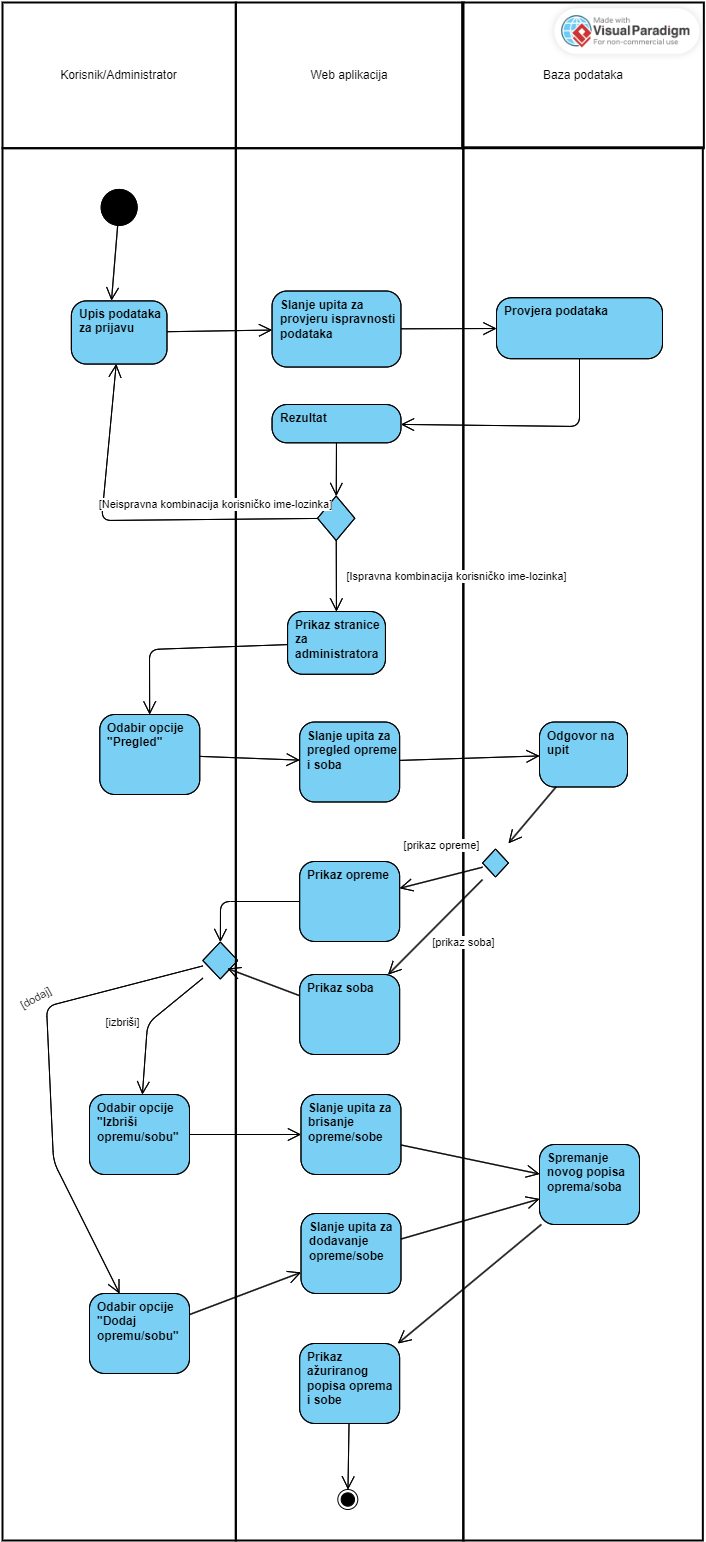 Made with
VisualParadigm
For non-commercial use
Korisnik/Administrator
Web aplikacija
Baza podataka
Upis podataka
za prijavu
Slanje upita za
provjeru ispravnosti
podataka
Provjera podataka
Rezultat
[Neispravna kombinacija korisničko ime-lozinka]
[Ispravna kombinacija korisničko ime-lozinka]
Prikaz stranice
za
administratora
Odabir opcije
"Pregled"
Slanje upita za
pregled opreme
i soba
Odgovor na
upit
[prikaz opreme]
Prikaz opreme
[prikaz soba]
Prikaz soba
[dodaj]
[izbriši]
Odabir opcije
"Izbriši
opremu/sobu"
Slanje upita za
brisanje
opreme/sobe
Spremanje
novog popisa
oprema/soba
Slanje upita za
dodavanje
opreme/sobe
Odabir opcije
"Dodaj
opremu/sobu"
Prikaz
ažuriranog
popisa oprema
i sobe